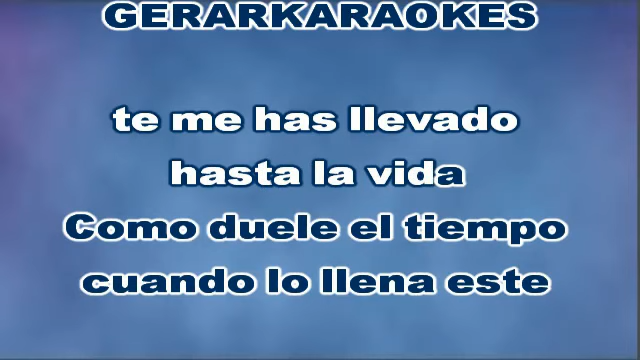 GERARKARAOKES
te me has llevado
hasta la vida
Como duele el tiempo
cuando lo llena este